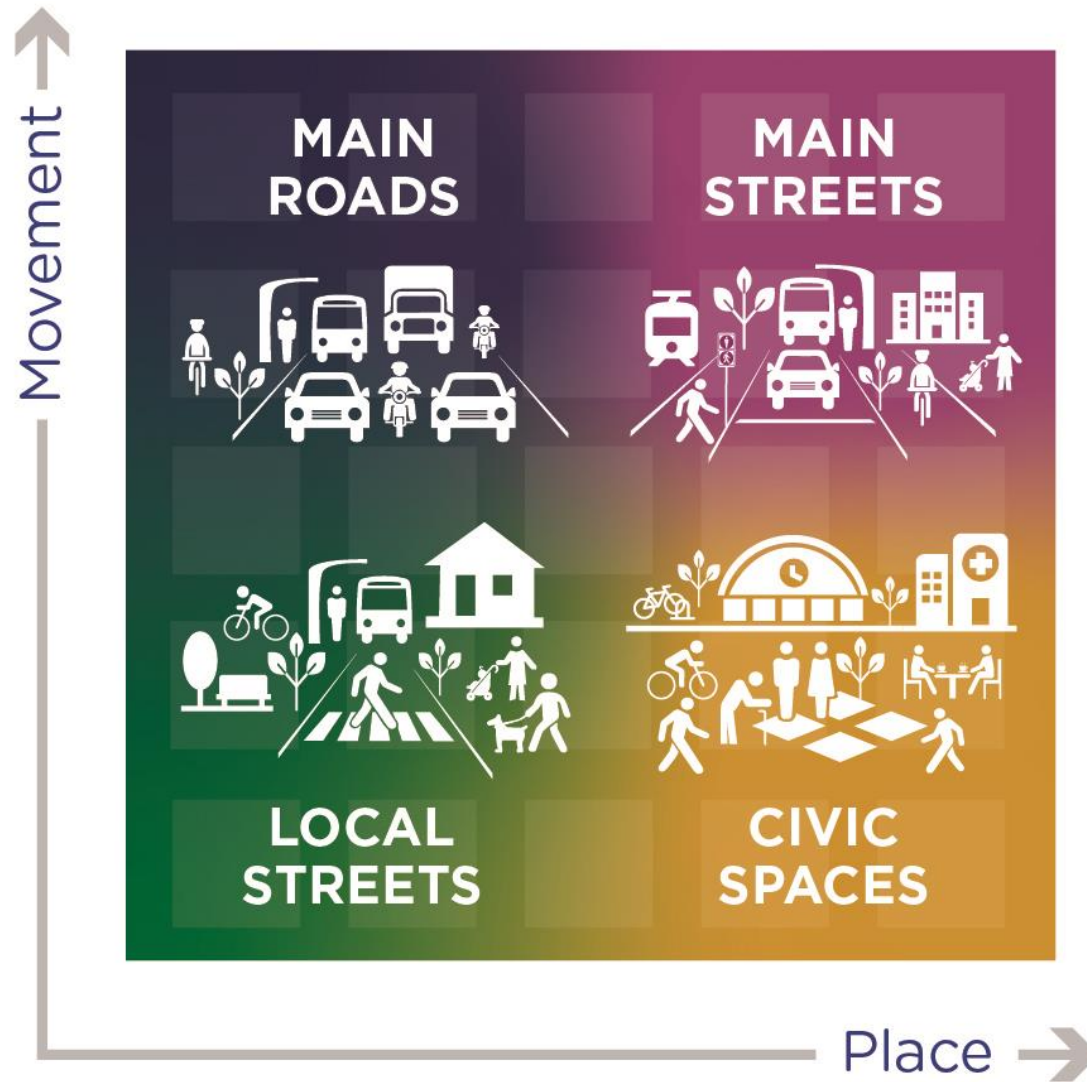 Movement
MAIN
ROADS
MAIN
STREETS
LOCAL
STREETS
CIVIC
SPACES
Place